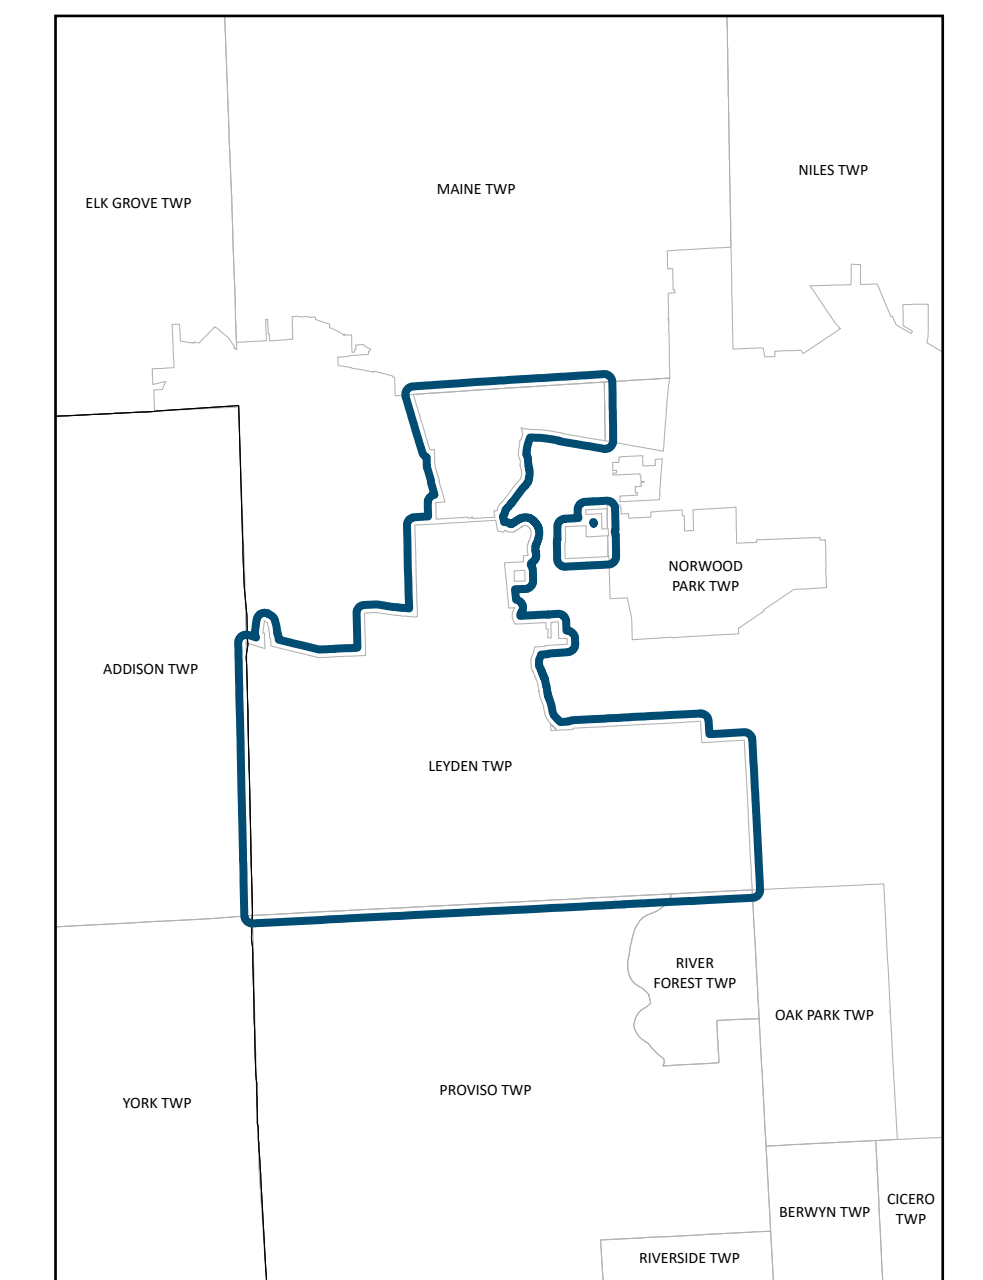 NILES TWP
MAINE TWP
ELK GROVE TWP
NORWOOD
PARK TWP
ADDISON TWP
LEYDEN TWP
RIVER
FOREST TWP
OAK PARK TWP
PROVISO TWP
YORK TWP
CICERO
TWP
BERWYN TWP
RIVERSIDE TWP